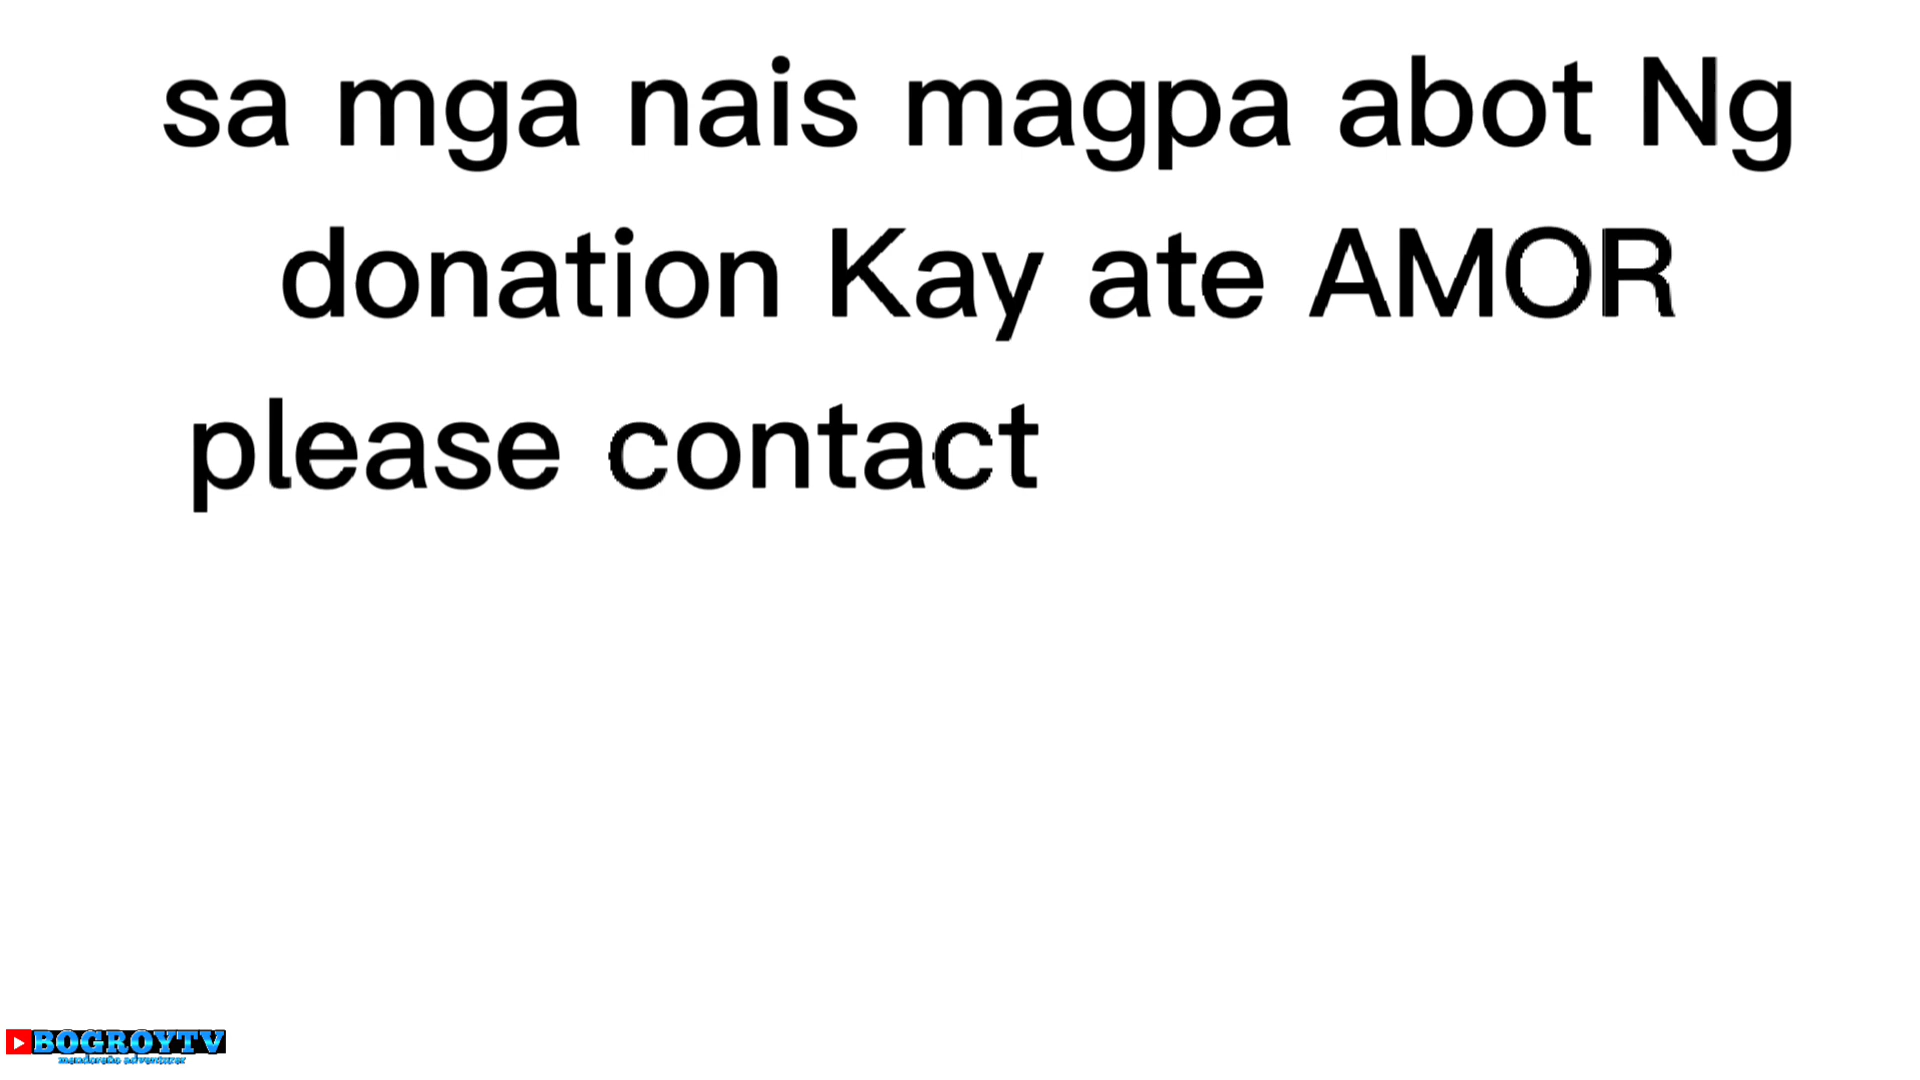 sa mga nais magpa abot Ng
donation Kay ate AMOR
please contact
BOGROYTV